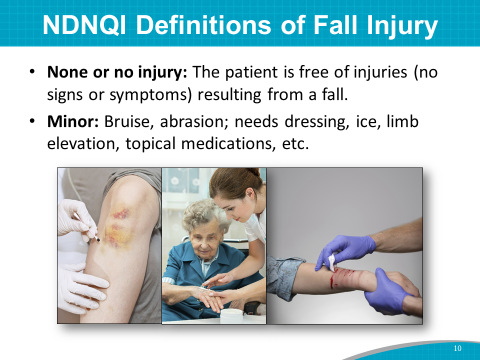 NDNQI Definitions of Fall Injury
• None or no injury: The patient is free of injuries (no
signs or symptoms) resulting from a fall.
• Minor: Bruise, abrasion; needs dressing, ice, limb
elevation, topical medications, etc.
10